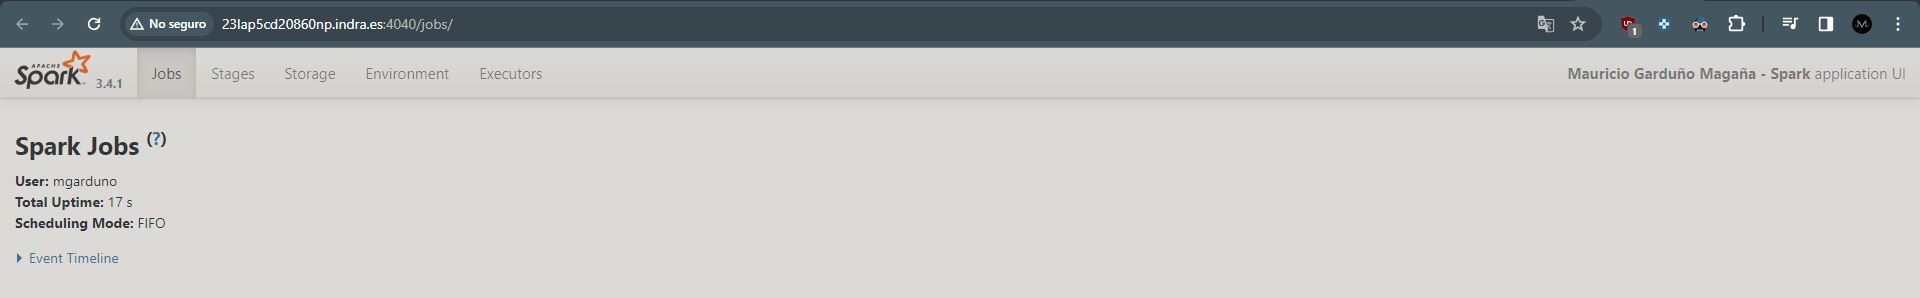 No seguro 23lap5cd20860np.indra.es:4040/jobs/
1
APACHE
Spark 3.4.1 Jobs Stages Storage Environment Executors Mauricio Garduño Magaña - Spark application UI
Spark Jobs (?)
User: mgarduno
Total Uptime: 17 s
Scheduling Mode: FIFO
Event Timeline